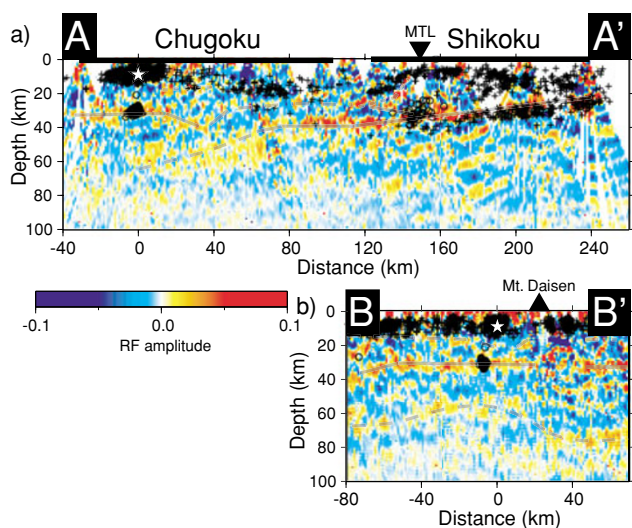 a)
A
Chugoku
MTL
Shikoku
A'
0
20
40
60
80
100
Depth (km)
-40 0 40 80 120 160 200 240
Distance (km)
-0.1 0.0 0.1
RF amplitude
Mt. Daisen
b)
B
B'
0
20
40
60
80
100
Depth (km)
-80 -40 0 40
Distance (km)